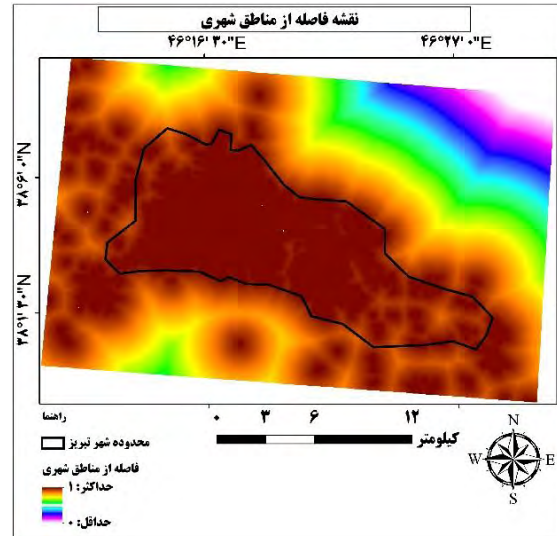 نقشه فاصله از مناطق شهری
۴۶°۱۶'۳۰"E ۴۶°۲۷'۰"E
۳۸°۶'۰"N
۳۸°۱'۳۰"N
راهنما
محدوده شهر تبریز
فاصله از مناطق شهری
حداکثر: ۱
حداقل: ۰
۰ ۳ ۶ ۱۲
کیلومتر
N
W E
S